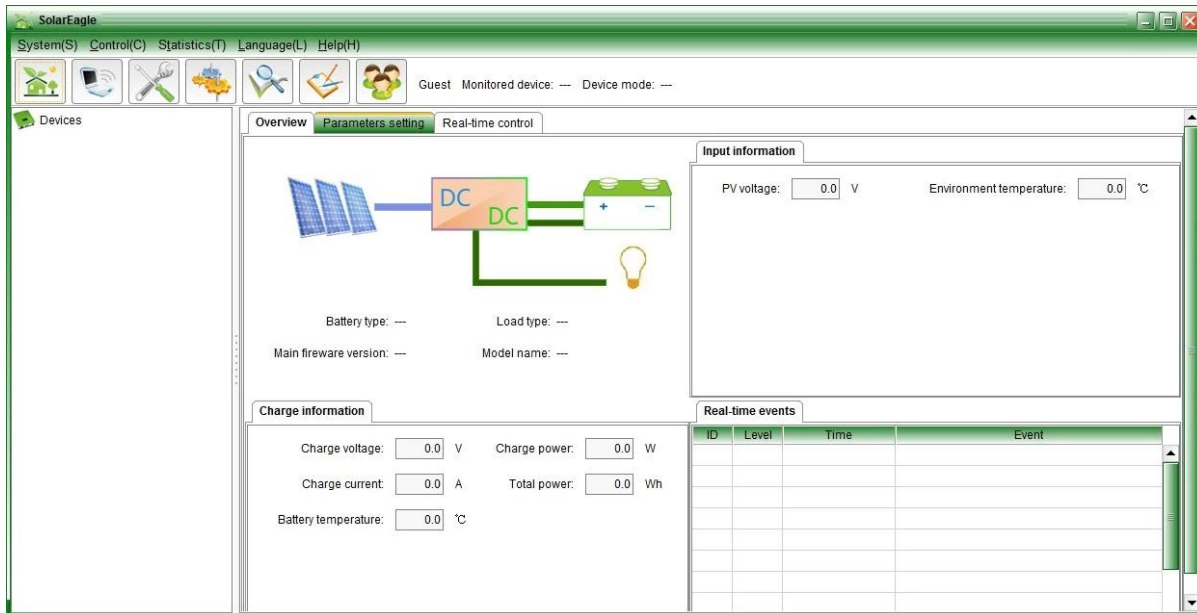 SolarEagle
System(S) Control(C) Statistics(T) Language(L) Help(H)
Guest Monitored device: --- Device mode: ---
Devices
Overview Parameters setting Real-time control
DC
DC
+ −
Battery type: --- Load type: ---
Main fireware version: --- Model name: ---
Input information
PV voltage: 0.0 V Environment temperature: 0.0 ℃
Charge information
Charge voltage: 0.0 V Charge power: 0.0 W
Charge current: 0.0 A Total power: 0.0 Wh
Battery temperature: 0.0 ℃
Real-time events
ID Level Time Event